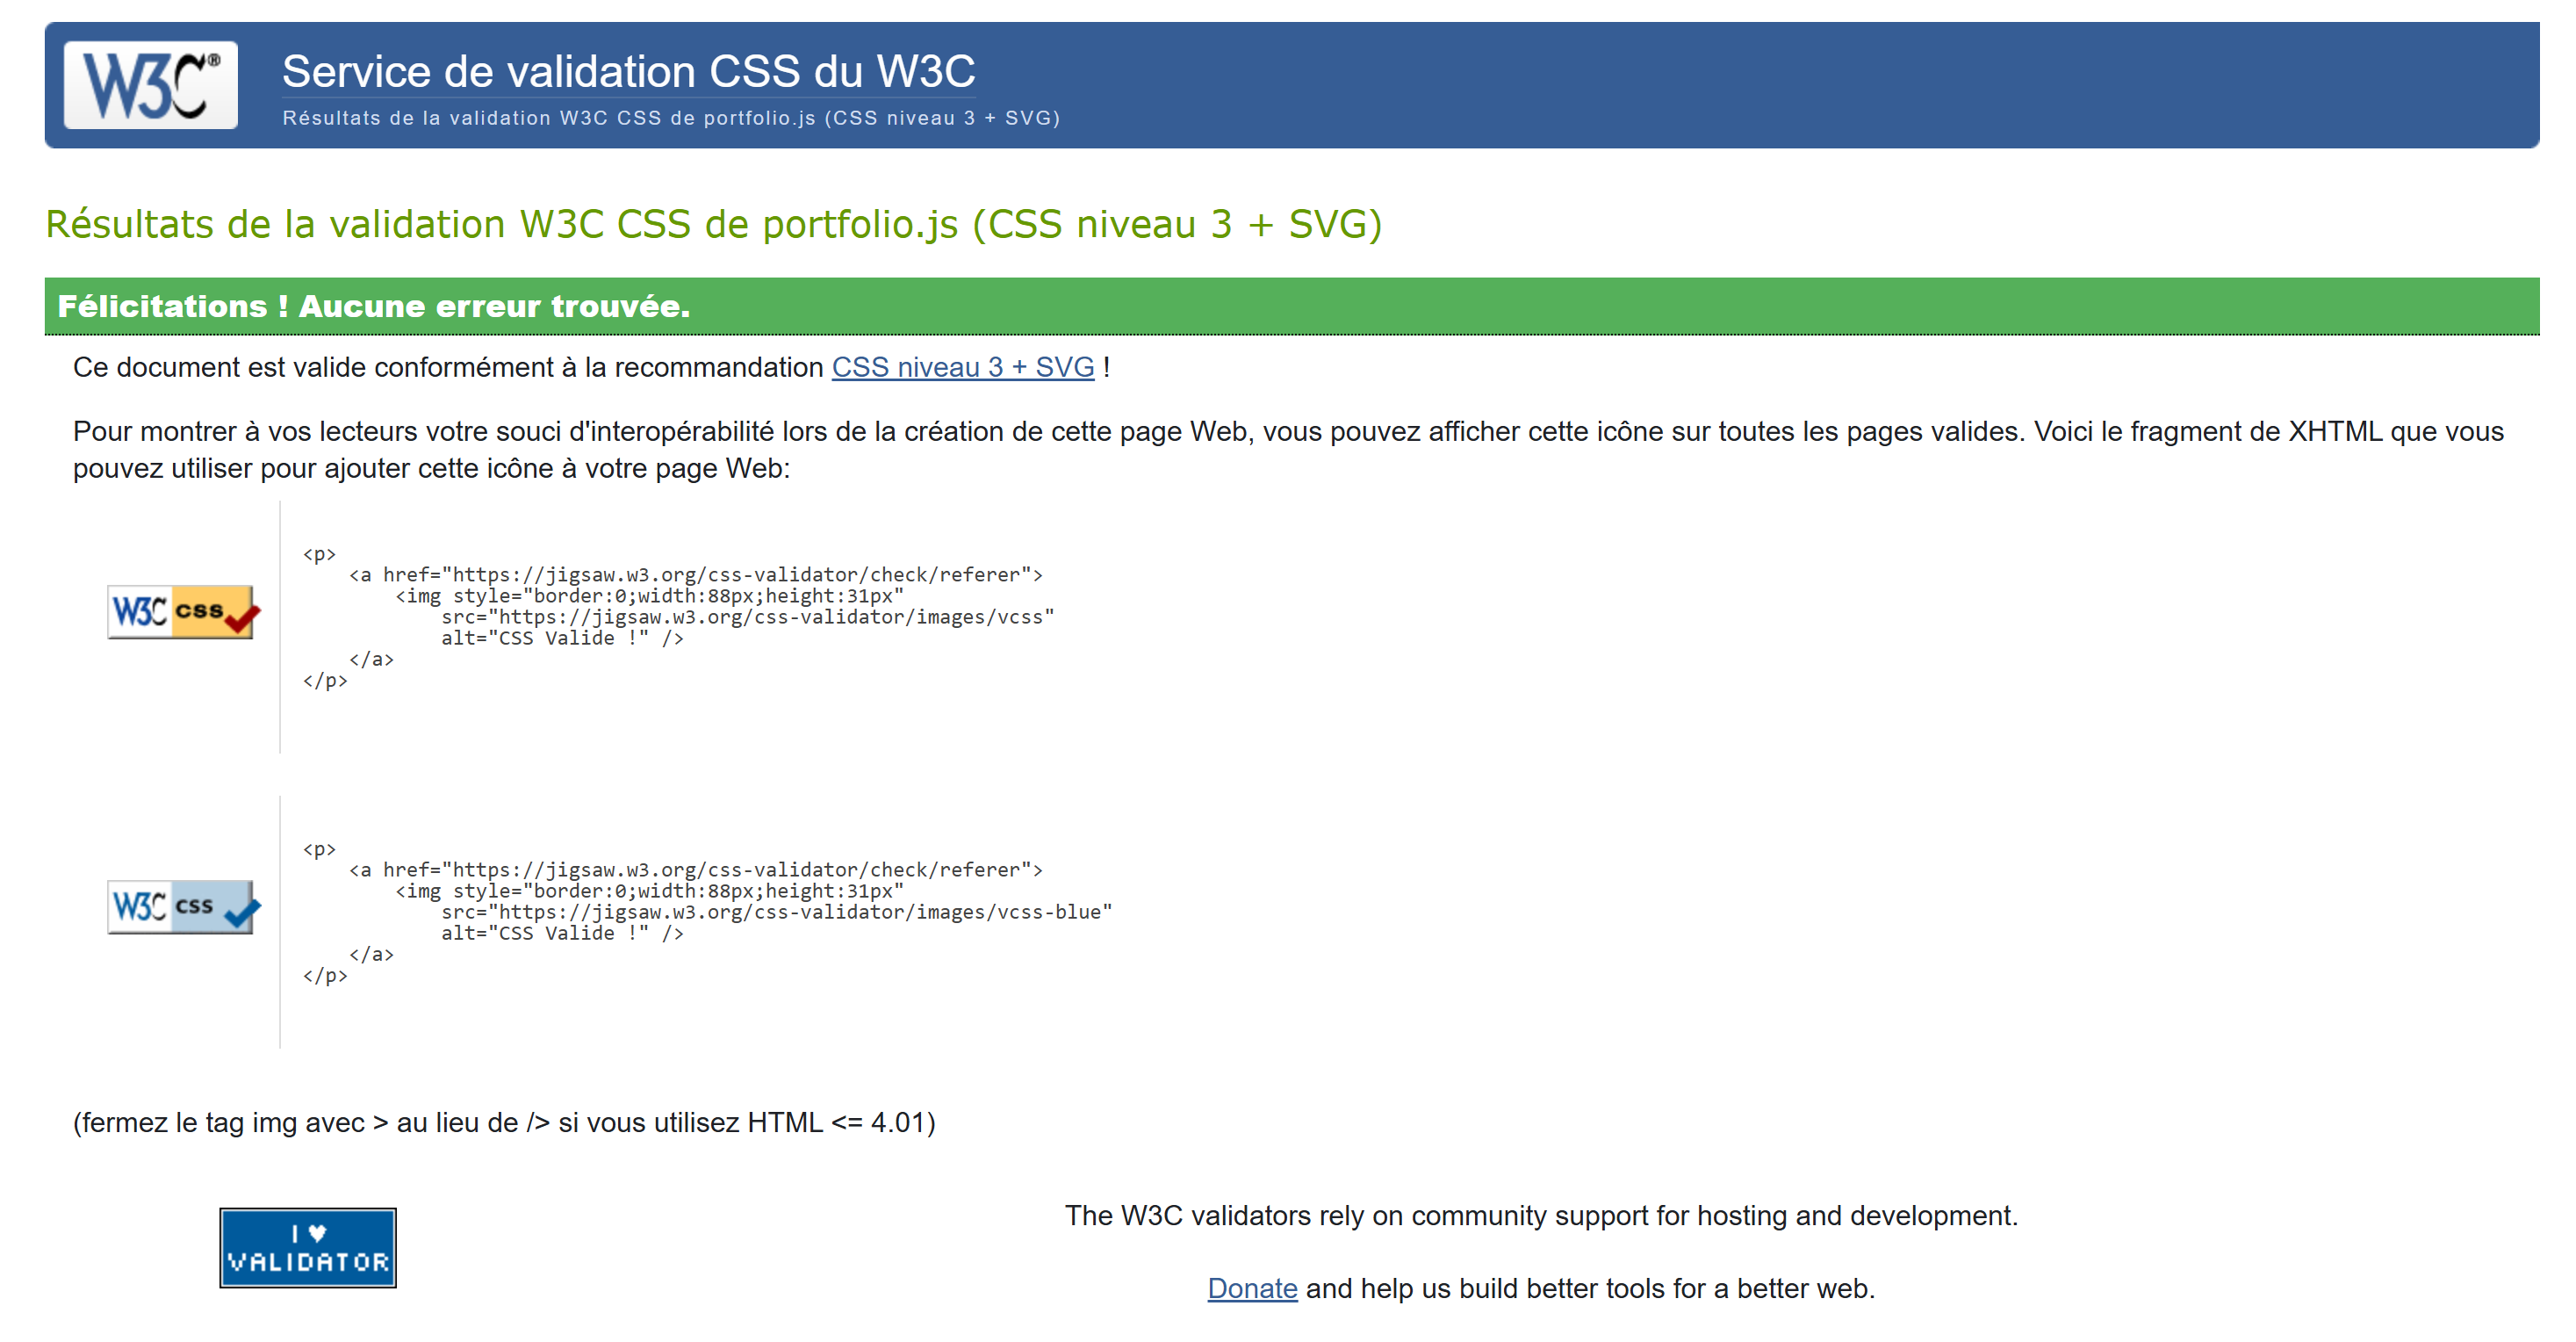 W3C®
Service de validation CSS du W3C
Résultats de la validation W3C CSS de portfolio.js (CSS niveau 3 + SVG)
Résultats de la validation W3C CSS de portfolio.js (CSS niveau 3 + SVG)
Félicitations ! Aucune erreur trouvée.
Ce document est valide conformément à la recommandation CSS niveau 3 + SVG !
Pour montrer à vos lecteurs votre souci d'interopérabilité lors de la création de cette page Web, vous pouvez afficher cette icône sur toutes les pages valides. Voici le fragment de XHTML que vous
pouvez utiliser pour ajouter cette icône à votre page Web:
W3C css
<p>
    <a href="https://jigsaw.w3.org/css-validator/check/referer">
        <img style="border:0;width:88px;height:31px"
            src="https://jigsaw.w3.org/css-validator/images/vcss"
            alt="CSS Valide !" />
    </a>
</p>
W3C css
<p>
    <a href="https://jigsaw.w3.org/css-validator/check/referer">
        <img style="border:0;width:88px;height:31px"
            src="https://jigsaw.w3.org/css-validator/images/vcss-blue"
            alt="CSS Valide !" />
    </a>
</p>
(fermez le tag img avec > au lieu de /> si vous utilisez HTML <= 4.01)
I ♥
VALIDATOR
The W3C validators rely on community support for hosting and development.
Donate and help us build better tools for a better web.